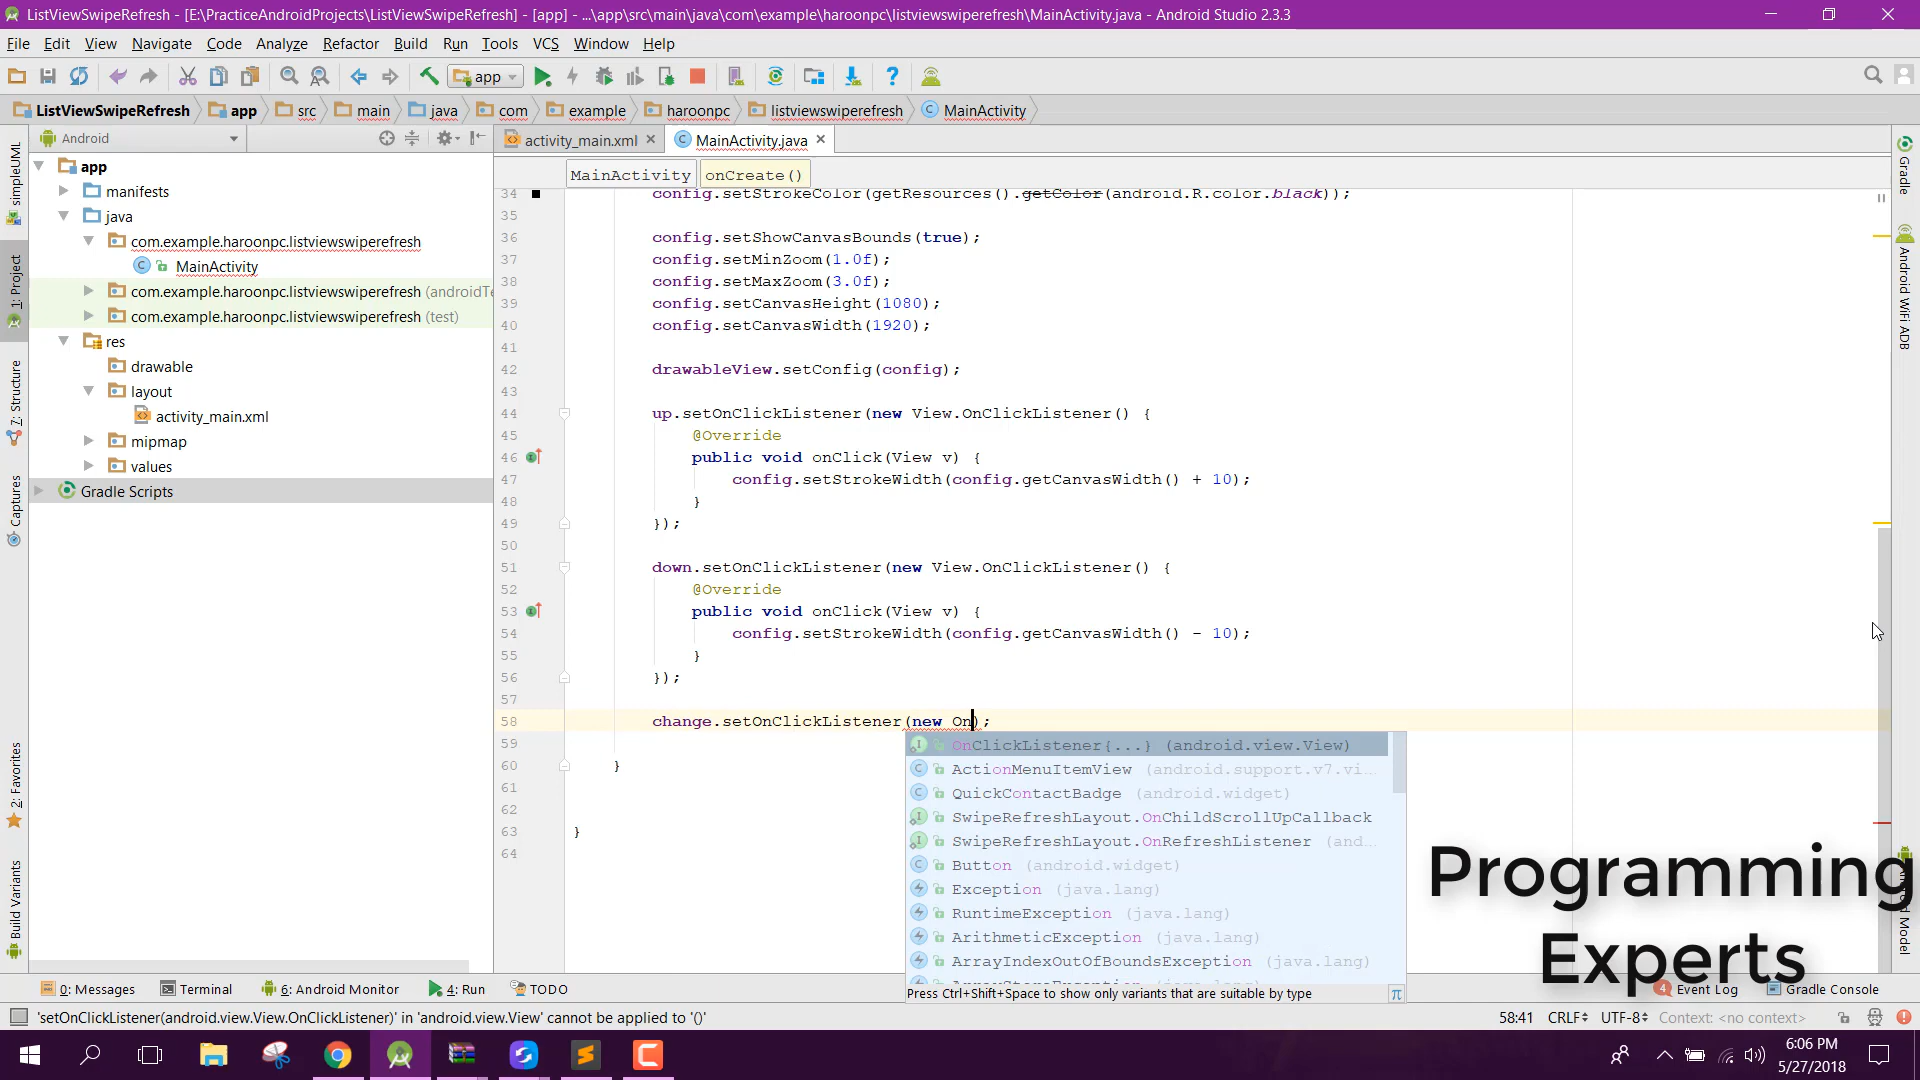 ListViewSwipeRefresh - [E:\PracticeAndroidProjects\ListViewSwipeRefresh] - [app] - ...\app\src\main\java\com\example\haroonpc\listviewswiperefresh\MainActivity.java - Android Studio 2.3.3
File Edit View Navigate Code Analyze Refactor Build Run Tools VCS Window Help
app
ListViewSwipeRefresh app src main java com example haroonpc listviewswiperefresh MainActivity
Android
activity_main.xml MainActivity.java
MainActivity onCreate()
app
manifests
java
com.example.haroonpc.listviewswiperefresh
MainActivity
com.example.haroonpc.listviewswiperefresh (androidTe
com.example.haroonpc.listviewswiperefresh (test)
res
drawable
layout
activity_main.xml
mipmap
values
Gradle Scripts
simpleUML
1: Project
7: Structure
Captures
2: Favorites
Build Variants
34 config.setStrokeColor(getResources().getColor(android.R.color.black));
35
36 config.setShowCanvasBounds(true);
37 config.setMinZoom(1.0f);
38 config.setMaxZoom(3.0f);
39 config.setCanvasHeight(1080);
40 config.setCanvasWidth(1920);
41
42 drawableView.setConfig(config);
43
44 up.setOnClickListener(new View.OnClickListener() {
45 @Override
46 public void onClick(View v) {
47 config.setStrokeWidth(config.getCanvasWidth() + 10);
48 }
49 });
50
51 down.setOnClickListener(new View.OnClickListener() {
52 @Override
53 public void onClick(View v) {
54 config.setStrokeWidth(config.getCanvasWidth() - 10);
55 }
56 });
57
58 change.setOnClickListener(new On);
59
60 }
61
62
63 }
64
OnClickListener{...} (android.view.View)
ActionMenuItemView (android.support.v7.vi...
QuickContactBadge (android.widget)
SwipeRefreshLayout.OnChildScrollUpCallback
SwipeRefreshLayout.OnRefreshListener (and...
Button (android.widget)
Exception (java.lang)
RuntimeException (java.lang)
ArithmeticException (java.lang)
ArrayIndexOutOfBoundsException (java.lang)
Press Ctrl+Shift+Space to show only variants that are suitable by type
Gradle
Android WiFi ADB
Android Model
Programming
Experts
0: Messages Terminal 6: Android Monitor 4: Run TODO 4 Event Log Gradle Console
'setOnClickListener(android.view.View.OnClickListener)' in 'android.view.View' cannot be applied to '()' 58:41 CRLF UTF-8 Context: <no context>
6:06 PM
5/27/2018